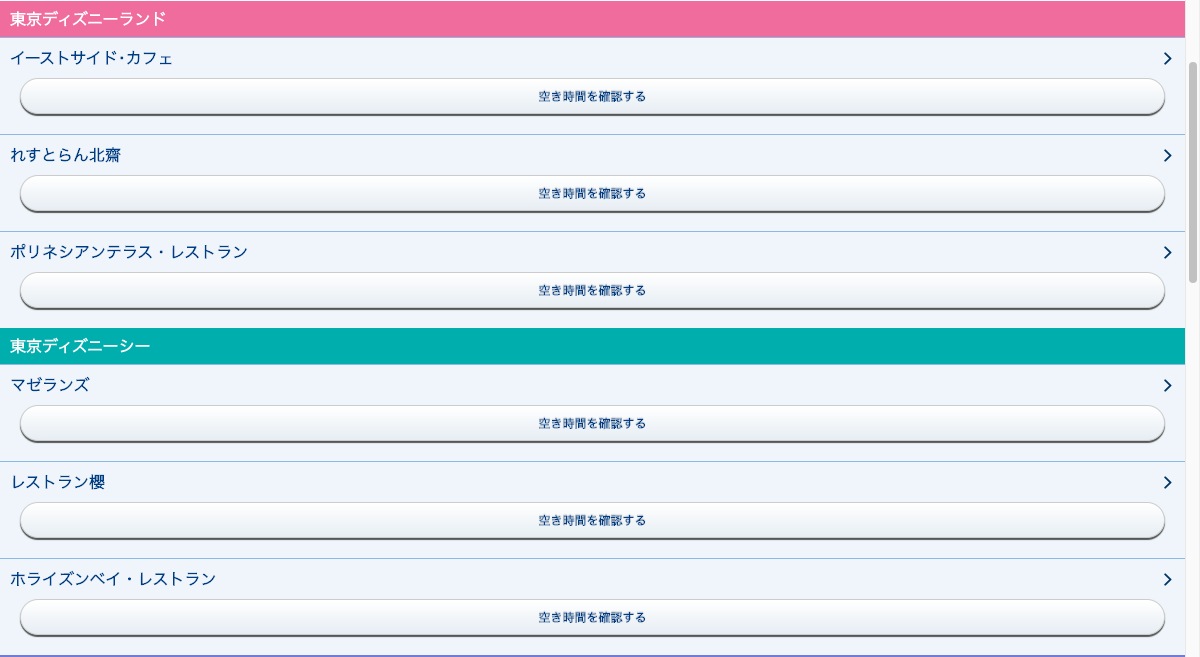 東京ディズニーランド
イーストサイド･カフェ
空き時間を確認する
れすとらん北齋
空き時間を確認する
ポリネシアンテラス・レストラン
空き時間を確認する
東京ディズニーシー
マゼランズ
空き時間を確認する
レストラン櫻
空き時間を確認する
ホライズンベイ・レストラン
空き時間を確認する